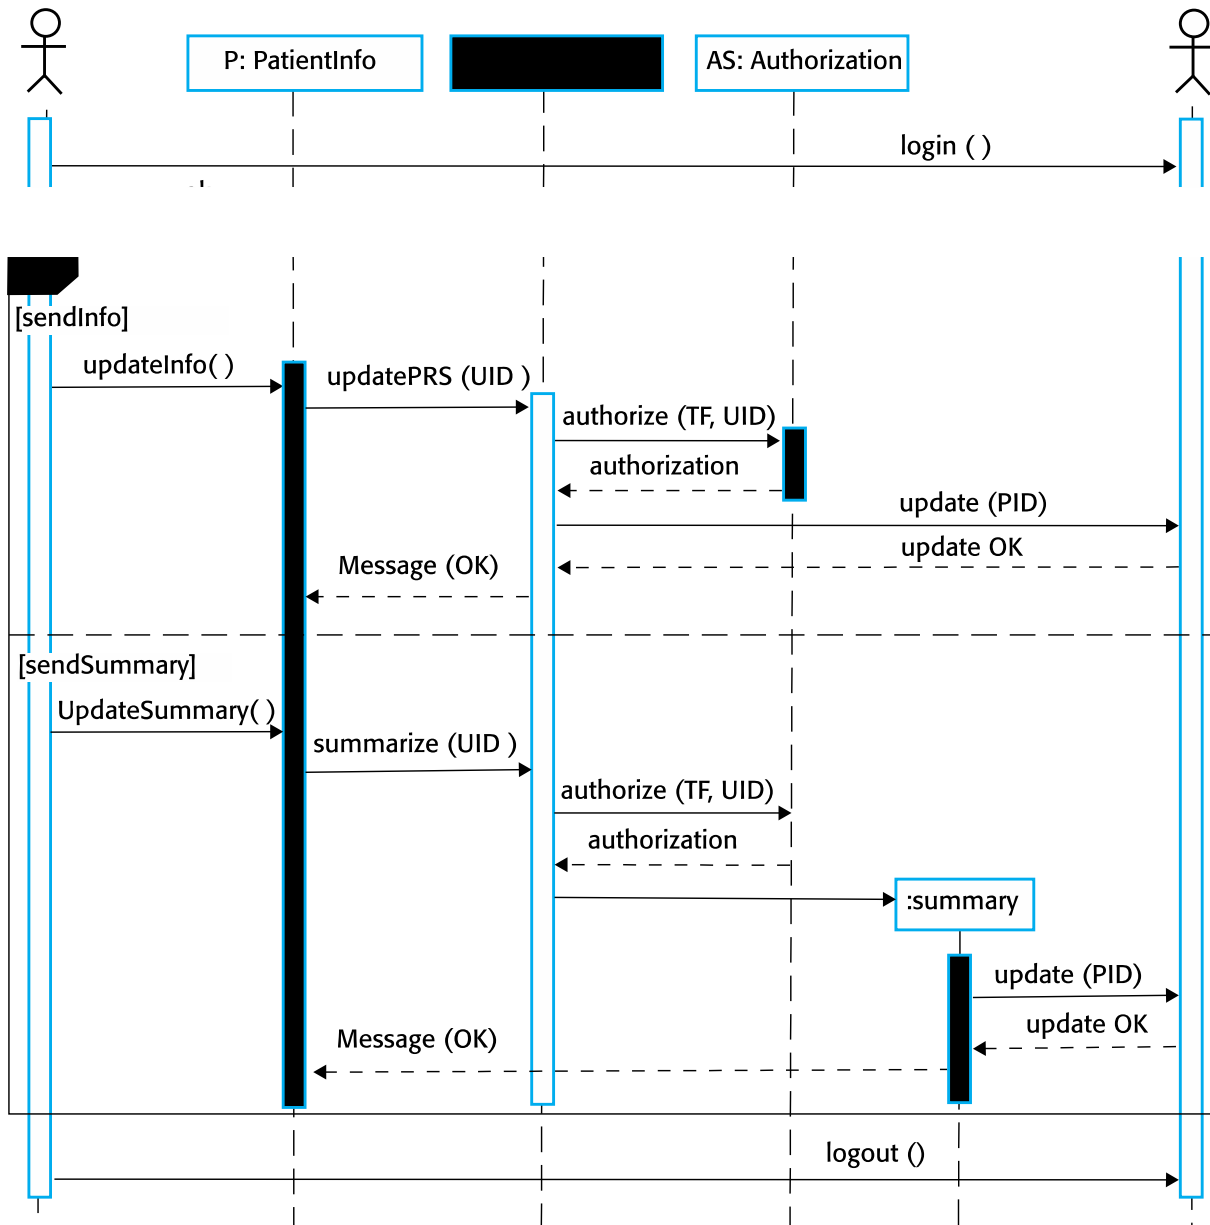 P: PatientInfo
AS: Authorization
login ( )
[sendInfo]
updateInfo( )
updatePRS (UID )
authorize (TF, UID)
authorization
update (PID)
update OK
Message (OK)
[sendSummary]
UpdateSummary( )
summarize (UID )
authorize (TF, UID)
authorization
:summary
update (PID)
update OK
Message (OK)
logout ()